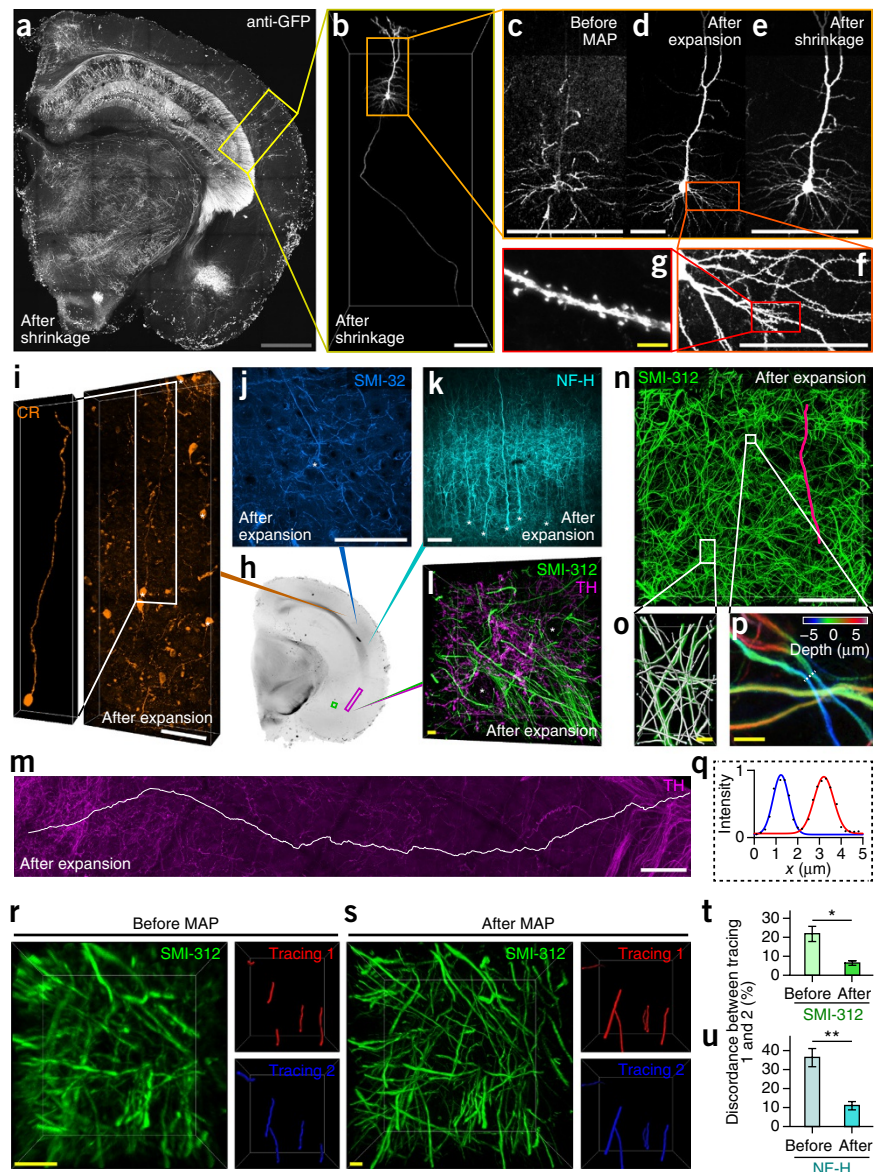 a
anti-GFP
After
shrinkage
b
After
shrinkage
c
Before
MAP
d
After
expansion
e
After
shrinkage
g
f
i
CR
After expansion
j
SMI-32
After
expansion
k
NF-H
After
expansion
h
l
SMI-312
TH
After expansion
n
SMI-312
After expansion
o
p
−5 0 5
Depth (μm)
m
TH
After expansion
q
Intensity
1
0
0 1 2 3 4 5
x (μm)
r
Before MAP
SMI-312
Tracing 1
Tracing 2
s
After MAP
SMI-312
Tracing 1
Tracing 2
Discordance between tracing
1 and 2 (%)
t
30
20
10
0
*
Before After
SMI-312
u
40
30
20
10
0
**
Before After
NF-H